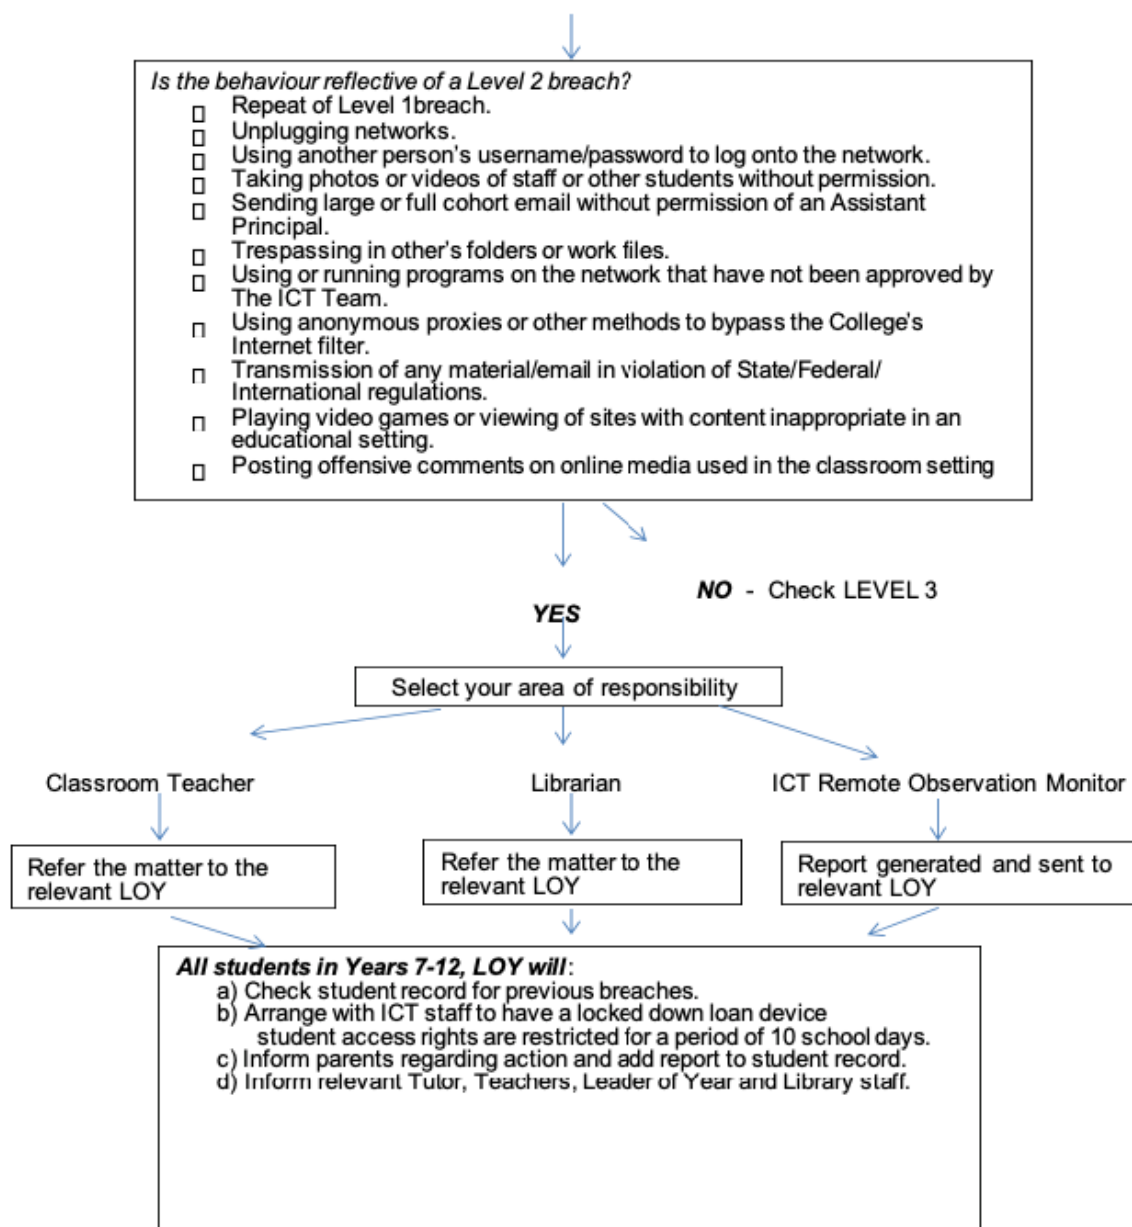 Is the behaviour reflective of a Level 2 breach?
Repeat of Level 1breach.
Unplugging networks.
Using another person's username/password to log onto the network.
Taking photos or videos of staff or other students without permission.
Sending large or full cohort email without permission of an Assistant
Principal.
Trespassing in other's folders or work files.
Using or running programs on the network that have not been approved by
The ICT Team.
Using anonymous proxies or other methods to bypass the College's
Internet filter.
Transmission of any material/email in violation of State/Federal/
International regulations.
Playing video games or viewing of sites with content inappropriate in an
educational setting.
Posting offensive comments on online media used in the classroom setting
NO - Check LEVEL 3
YES
Select your area of responsibility
Classroom Teacher
Librarian
ICT Remote Observation Monitor
Refer the matter to the
relevant LOY
Refer the matter to the
relevant LOY
Report generated and sent to
relevant LOY
All students in Years 7-12, LOY will:
a) Check student record for previous breaches.
b) Arrange with ICT staff to have a locked down loan device
student access rights are restricted for a period of 10 school days.
c) Inform parents regarding action and add report to student record.
d) Inform relevant Tutor, Teachers, Leader of Year and Library staff.